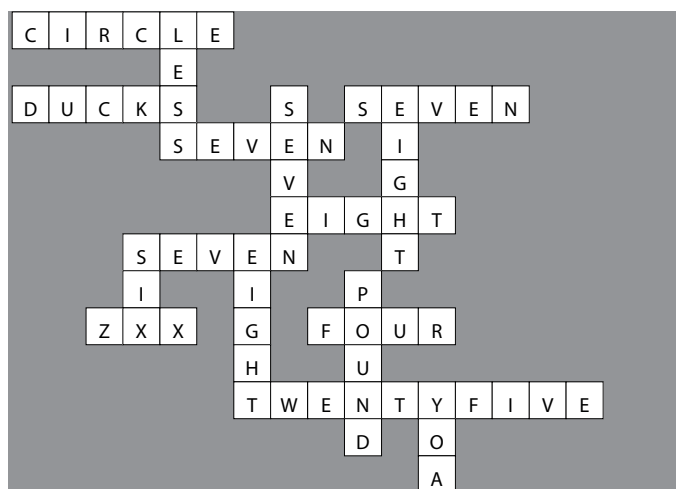 CIRCLE
E
DUCKS S SEVEN
SEVEN I
V G
EIGHT
SEVEN T
I I P
ZXX G FOUR
H U
TWENTYFIVE
D O
A